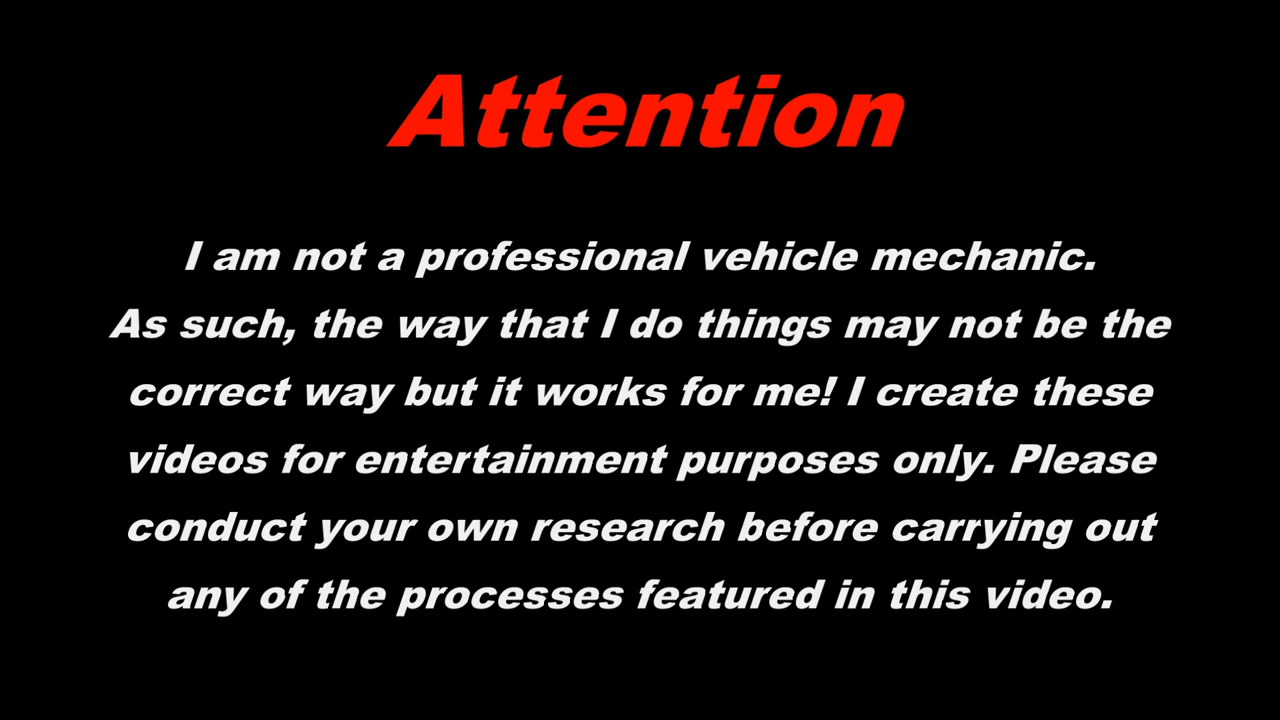 Attention
I am not a professional vehicle mechanic.
As such, the way that I do things may not be the
correct way but it works for me! I create these
videos for entertainment purposes only. Please
conduct your own research before carrying out
any of the processes featured in this video.